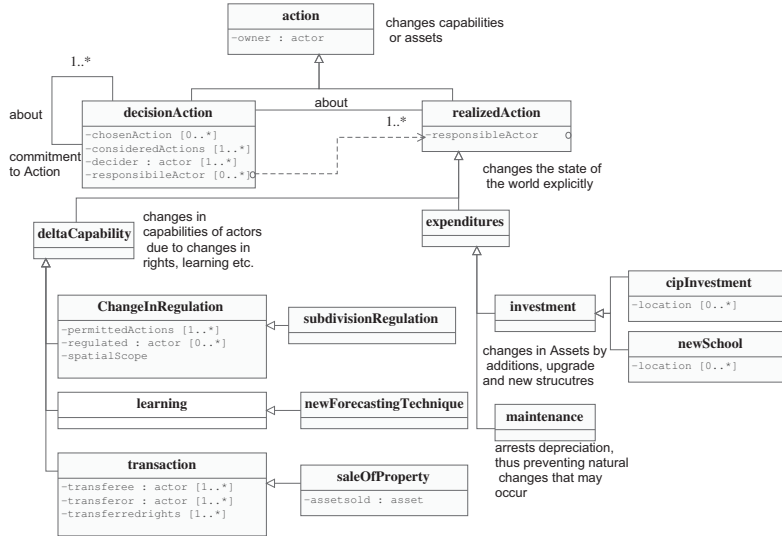 action
-owner : actor
changes capabilities
or assets
1..*
about
about
decisionAction
-chosenAction [0..*]
-consideredActions [1..*]
-decider : actor [1..*]
-responsibileActor [0..*]
commitment
to Action
1..*
realizedAction
-responsibleActor
changes the state of
the world explicitly
deltaCapability
changes in
capabilities of actors
due to changes in
rights, learning etc.
expenditures
ChangeInRegulation
-permittedActions [1..*]
-regulated : actor [0..*]
-spatialScope
subdivisionRegulation
investment
cipInvestment
-location [0..*]
newSchool
-location [0..*]
changes in Assets by
additions, upgrade
and new strucutres
learning
newForecastingTechnique
maintenance
arrests depreciation,
thus preventing natural
changes that may
occur
transaction
-transferee : actor [1..*]
-transferor : actor [1..*]
-transferredrights [1..*]
saleOfProperty
-assetsold : asset